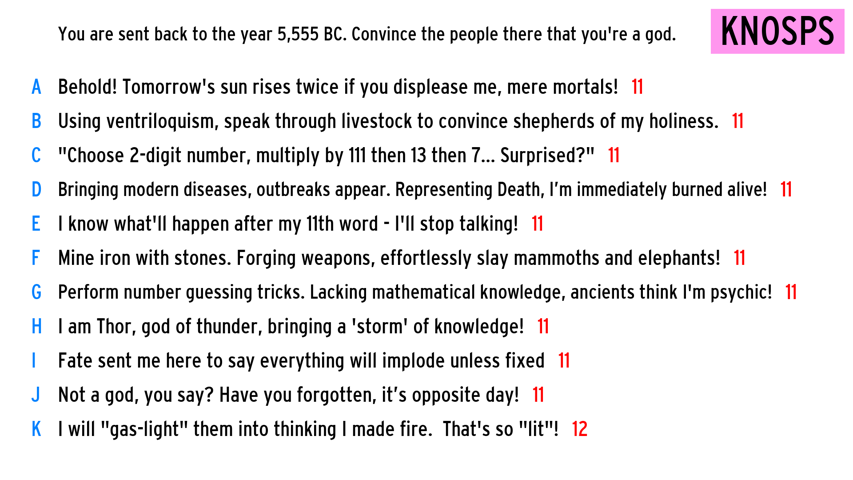 You are sent back to the year 5,555 BC. Convince the people there that you're a god.
KNOSPS
A Behold! Tomorrow's sun rises twice if you displease me, mere mortals! 11
B Using ventriloquism, speak through livestock to convince shepherds of my holiness. 11
C "Choose 2-digit number, multiply by 111 then 13 then 7... Surprised?" 11
D Bringing modern diseases, outbreaks appear. Representing Death, I’m immediately burned alive! 11
E I know what'll happen after my 11th word - I'll stop talking! 11
F Mine iron with stones. Forging weapons, effortlessly slay mammoths and elephants! 11
G Perform number guessing tricks. Lacking mathematical knowledge, ancients think I'm psychic! 11
H I am Thor, god of thunder, bringing a 'storm' of knowledge! 11
I Fate sent me here to say everything will implode unless fixed 11
J Not a god, you say? Have you forgotten, it’s opposite day! 11
K I will "gas-light" them into thinking I made fire. That's so "lit"! 12